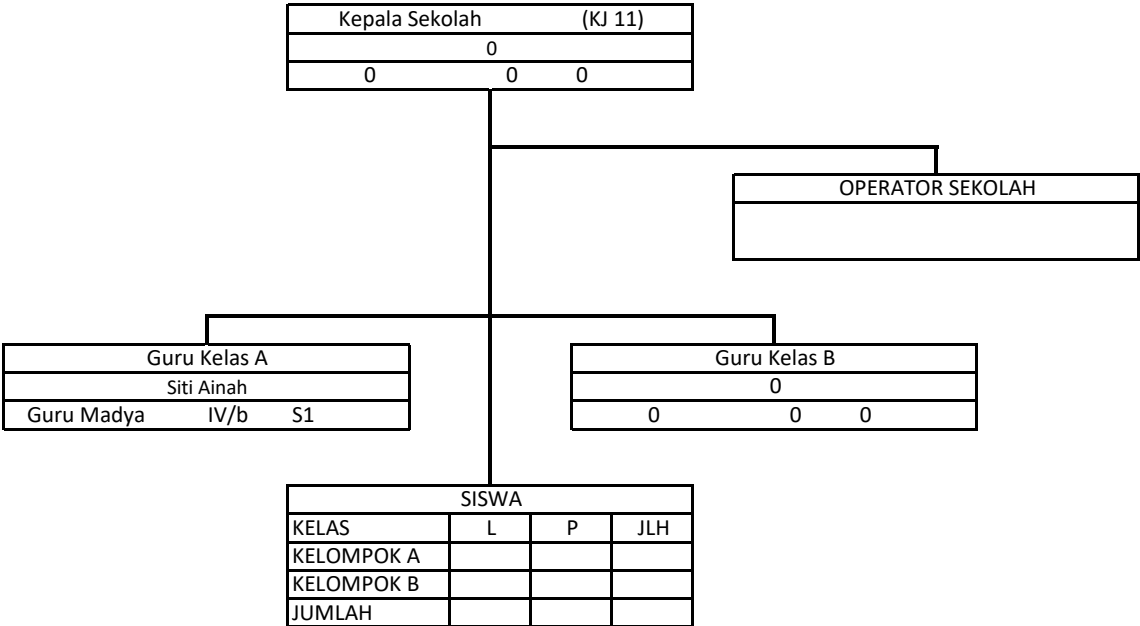 Kepala Sekolah (KJ 11)
0
0 0 0
OPERATOR SEKOLAH
Guru Kelas A
Siti Ainah
Guru Madya IV/b S1
Guru Kelas B
0
0 0 0
SISWA
KELAS L P JLH
KELOMPOK A
KELOMPOK B
JUMLAH